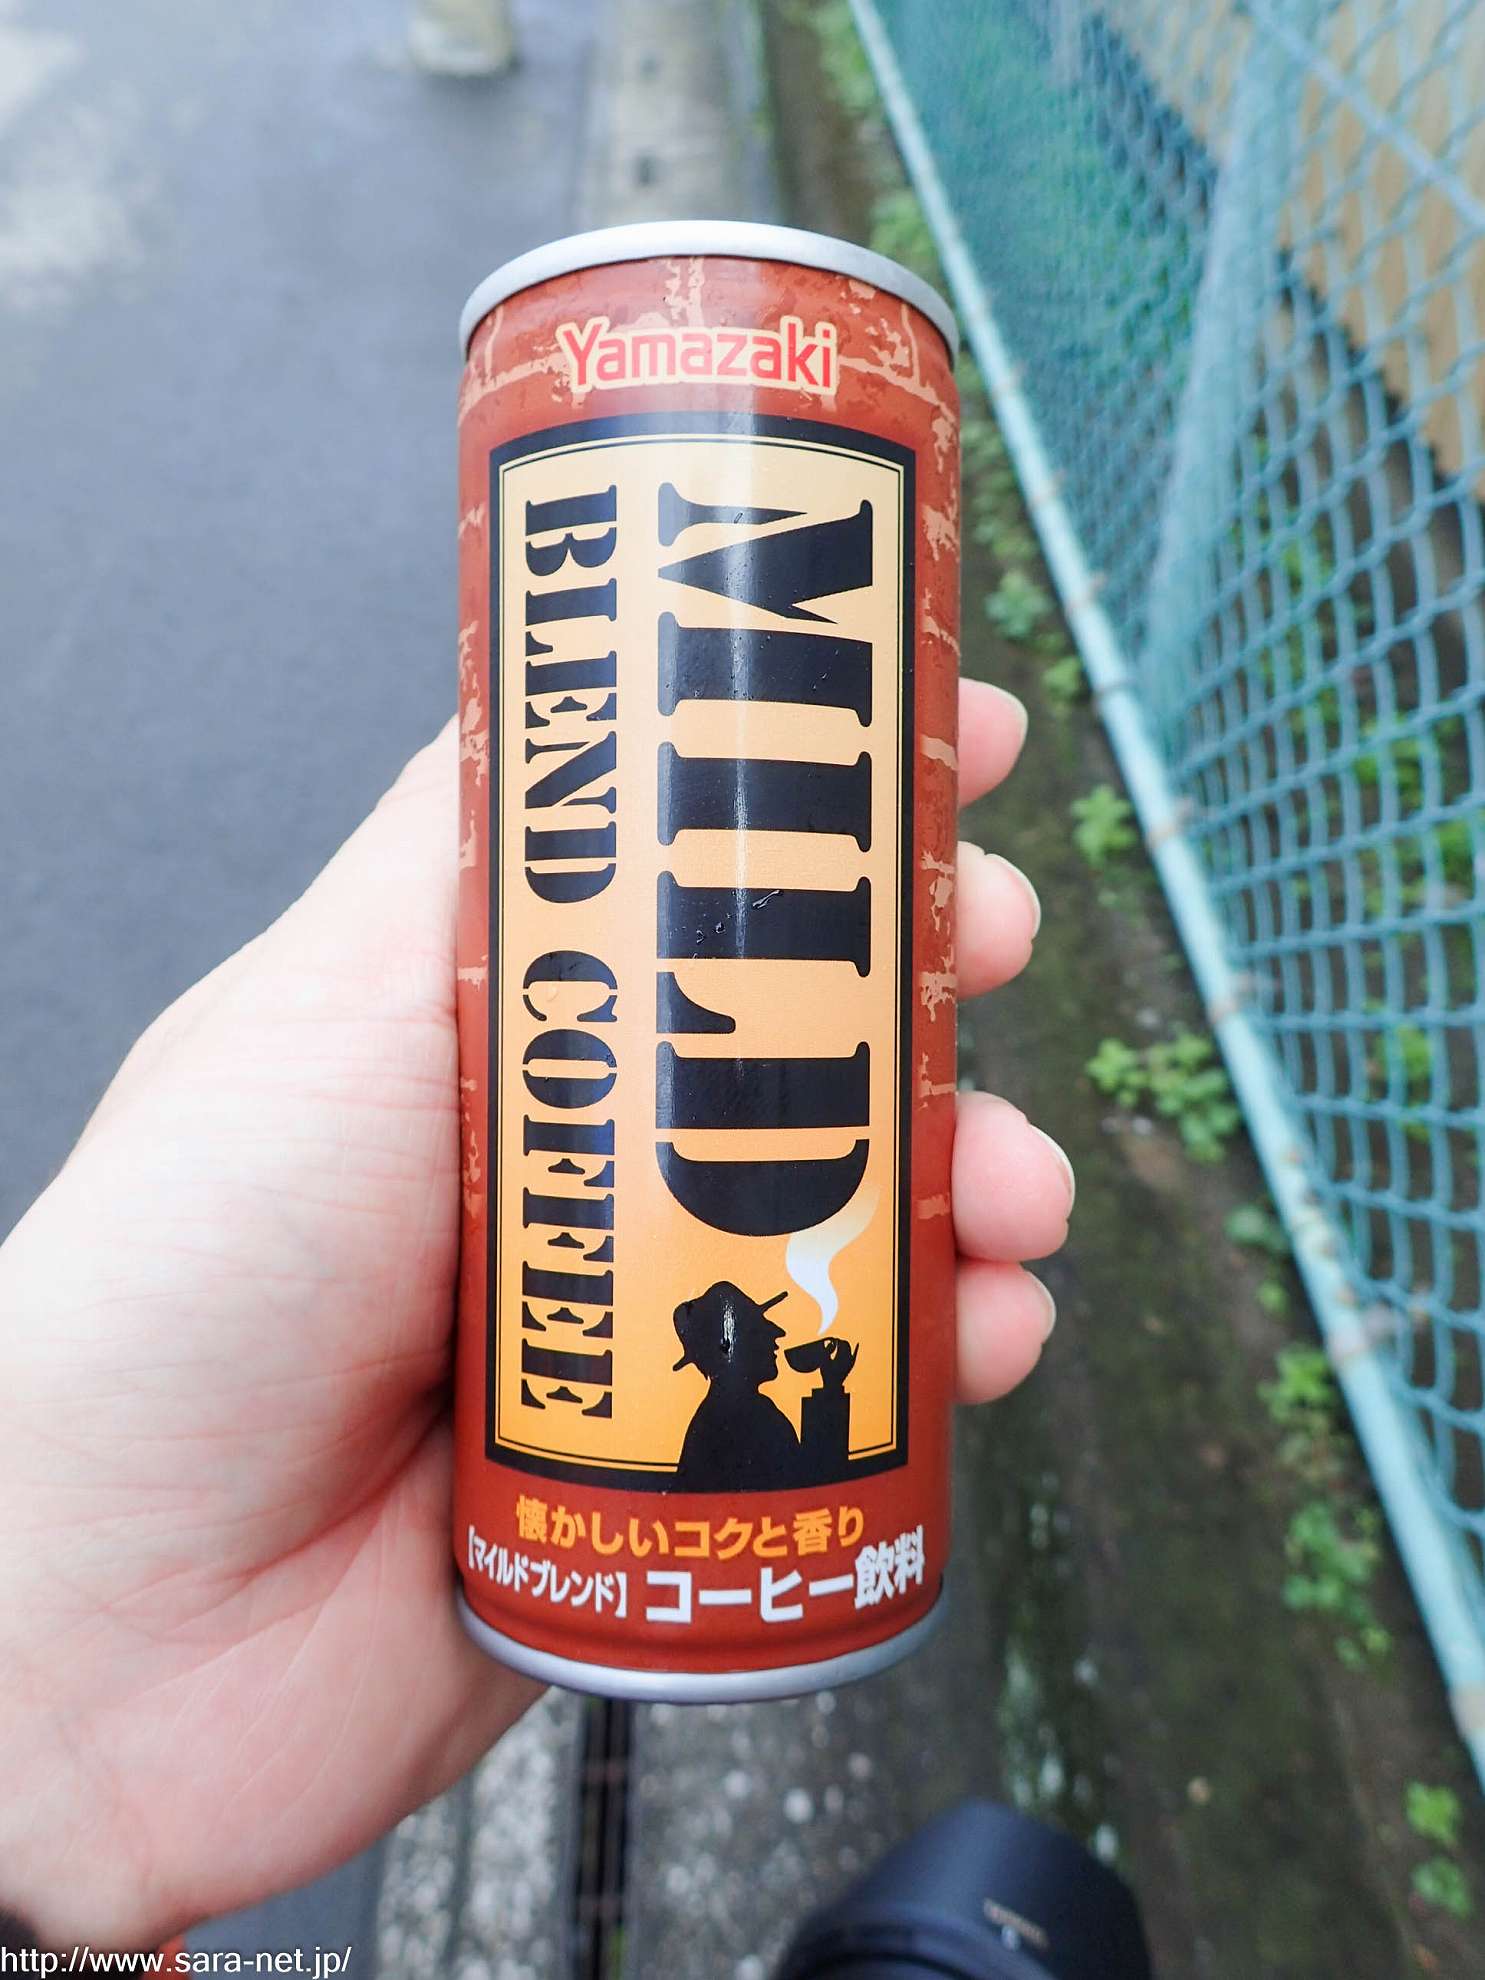 Yamazaki
MIILD
BLEND COFFEE
懐かしいコクと香り
【マイルドブレンド】コーヒー飲料
http://www.sara-net.jp/